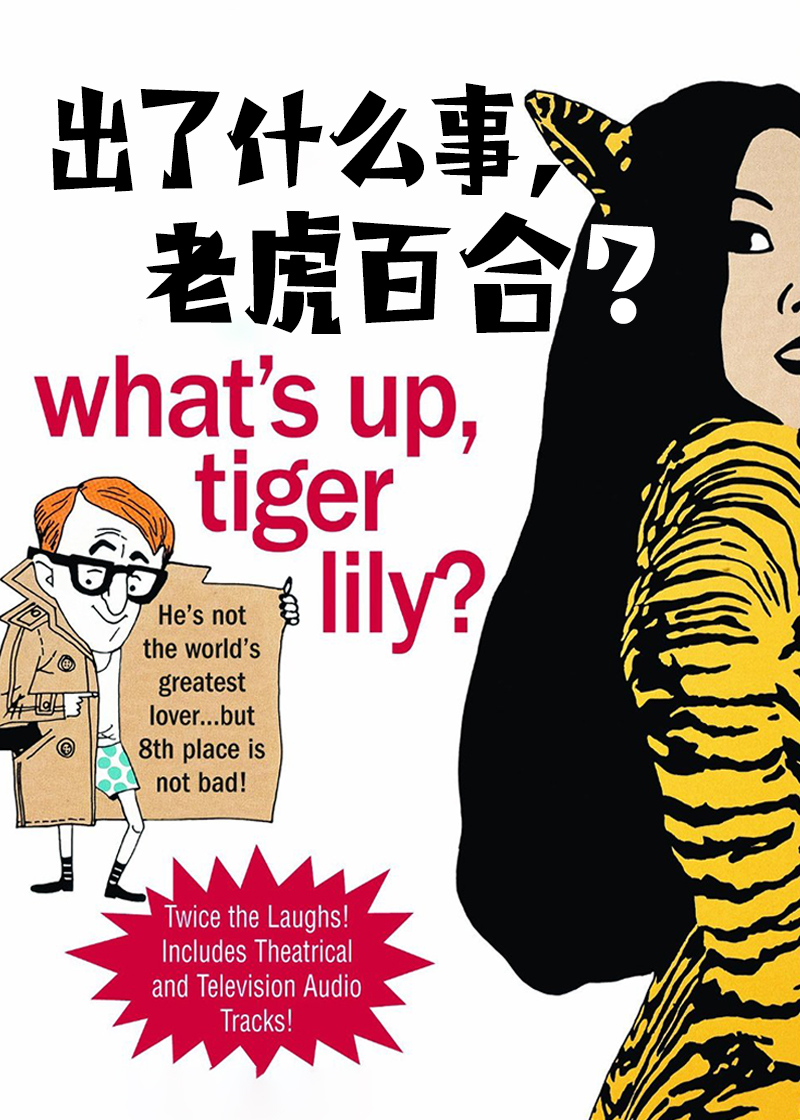 出了什么事，
老虎百合？
what's up,
tiger
lily?
He's not
the world's
greatest
lover...but
8th place is
not bad!
Twice the Laughs!
Includes Theatrical
and Television Audio
Tracks!